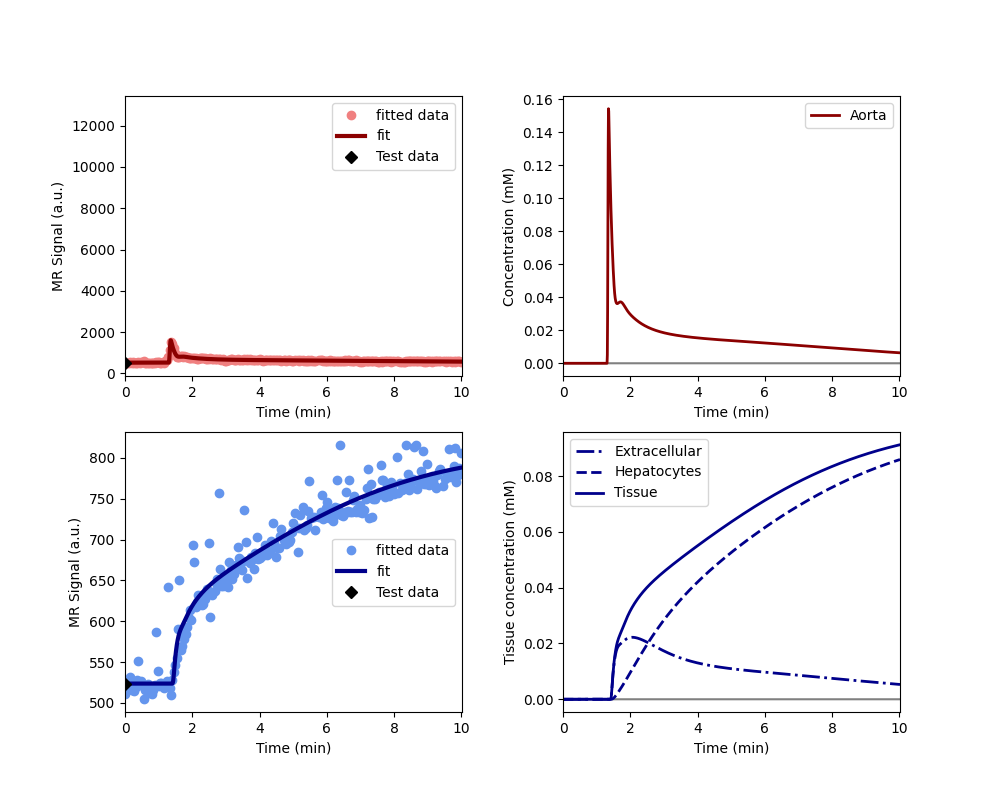 MR Signal (a.u.)
12000
10000
8000
6000
4000
2000
0
fitted data
fit
Test data
0 2 4 6 8 10
Time (min)
Concentration (mM)
0.16
0.14
0.12
0.10
0.08
0.06
0.04
0.02
0.00
Aorta
0 2 4 6 8 10
Time (min)
MR Signal (a.u.)
800
750
700
650
600
550
500
fitted data
fit
Test data
0 2 4 6 8 10
Time (min)
Tissue concentration (mM)
0.08
0.06
0.04
0.02
0.00
Extracellular
Hepatocytes
Tissue
0 2 4 6 8 10
Time (min)